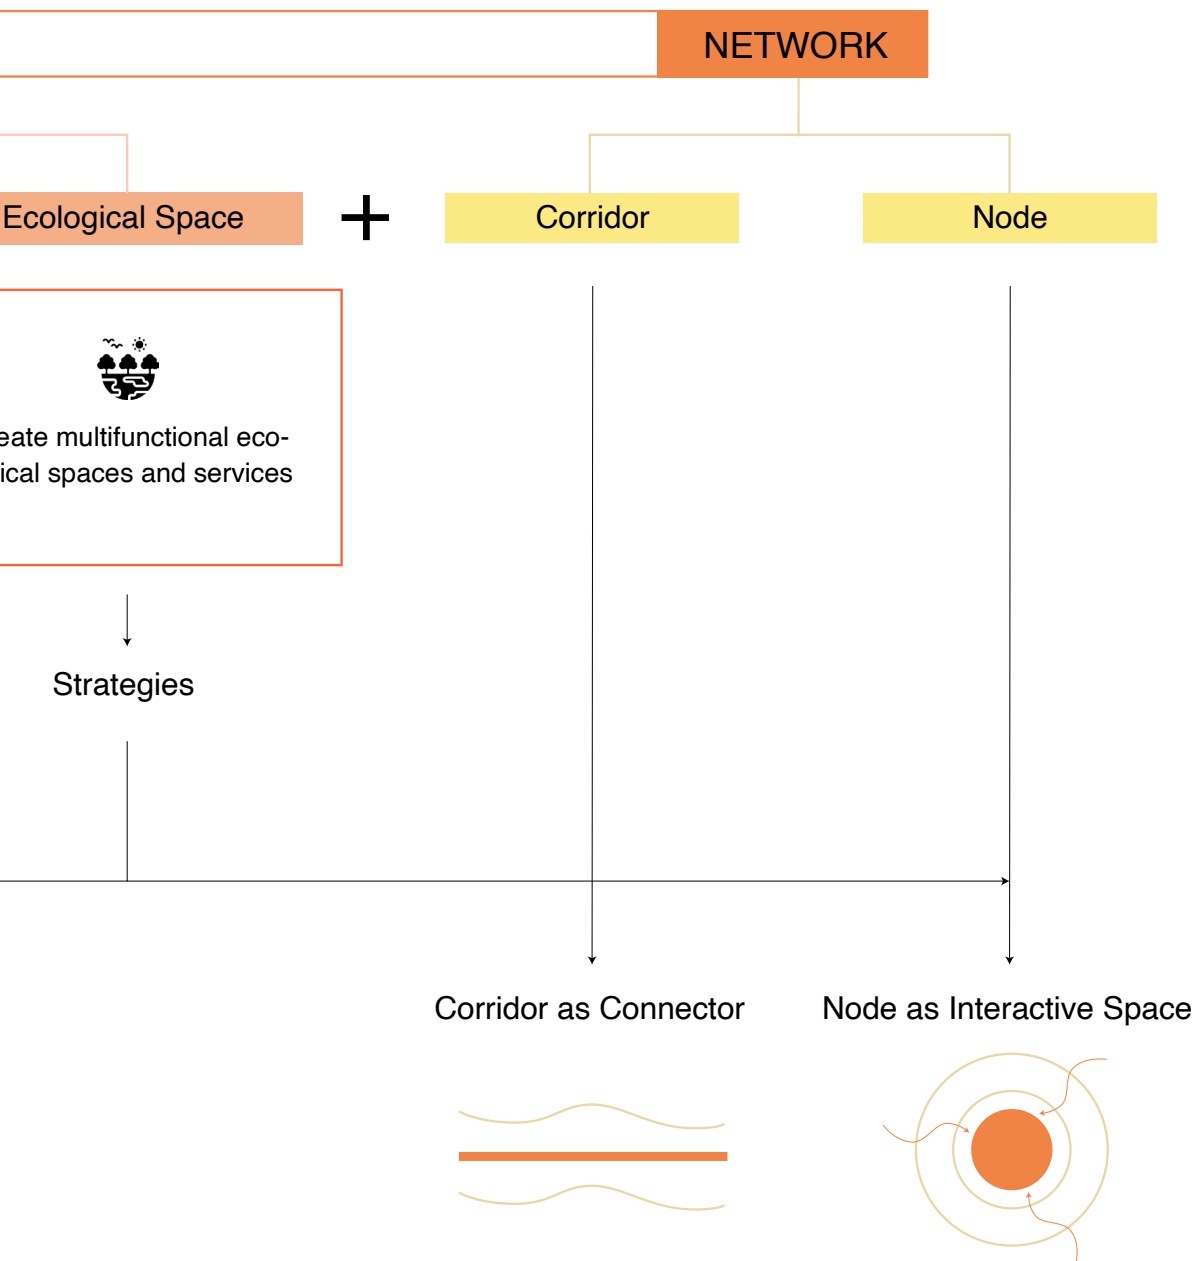 NETWORK
Ecological Space
Corridor
Node
eate multifunctional eco-
ical spaces and services
Strategies
Corridor as Connector
Node as Interactive Space